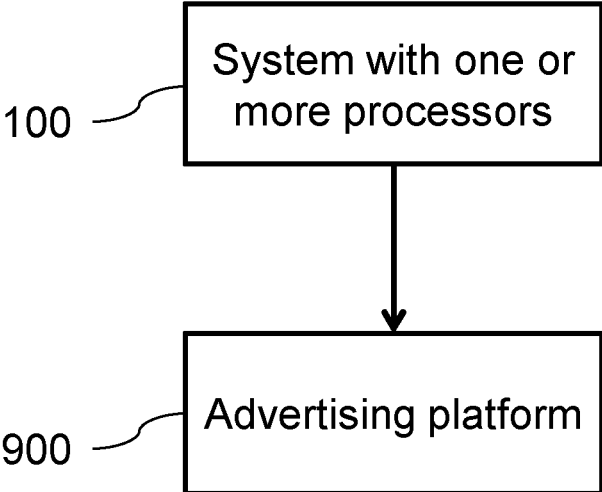 System with one or
more processors
100
Advertising platform
900